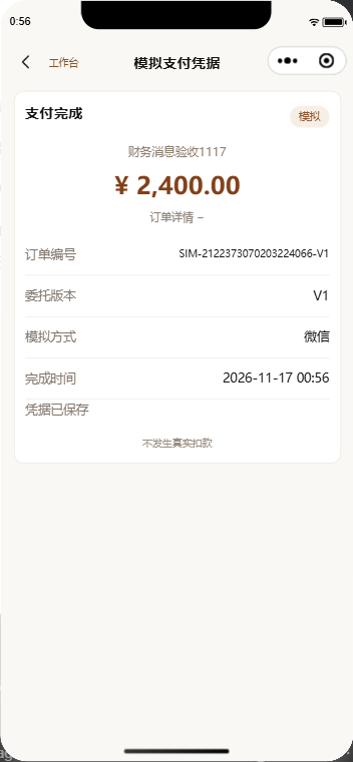 0:56
工作台 模拟支付凭据
支付完成 模拟
财务消息验收1117
¥ 2,400.00
订单详情 −
订单编号 SIM-2122373070203224066-V1
委托版本 V1
模拟方式 微信
完成时间 2026-11-17 00:56
凭据已保存
不发生真实扣款